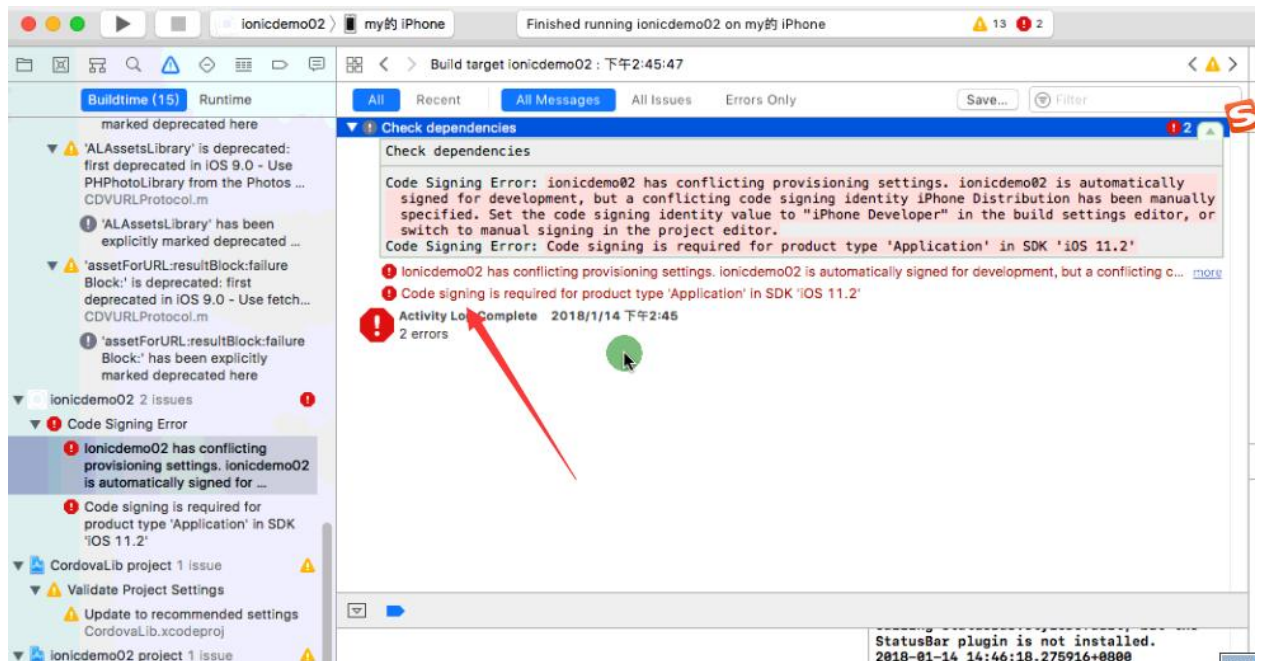 ionicdemo02 〉 my的 iPhone
Finished running ionicdemo02 on my的 iPhone
13 2
Build target ionicdemo02 : 下午2:45:47
Buildtime (15) Runtime
All Recent All Messages All Issues Errors Only Save... Filter
marked deprecated here
'ALAssetsLibrary' is deprecated:
first deprecated in iOS 9.0 - Use
PHPhotoLibrary from the Photos ...
CDVURLProtocol.m
'ALAssetsLibrary' has been
explicitly marked deprecated ...
'assetForURL:resultBlock:failure
Block:' is deprecated: first
deprecated in iOS 9.0 - Use fetch...
CDVURLProtocol.m
'assetForURL:resultBlock:failure
Block:' has been explicitly
marked deprecated here
ionicdemo02 2 issues
Code Signing Error
Ionicdemo02 has conflicting
provisioning settings. ionicdemo02
is automatically signed for ...
Code signing is required for
product type 'Application' in SDK
'iOS 11.2'
CordovaLib project 1 issue
Validate Project Settings
Update to recommended settings
CordovaLib.xcodeproj
ionicdemo02 project 1 issue
Check dependencies 2
Check dependencies
Code Signing Error: ionicdemo02 has conflicting provisioning settings. ionicdemo02 is automatically
signed for development, but a conflicting code signing identity iPhone Distribution has been manually
specified. Set the code signing identity value to "iPhone Developer" in the build settings editor, or
switch to manual signing in the project editor.
Code Signing Error: Code signing is required for product type 'Application' in SDK 'iOS 11.2'
Ionicdemo02 has conflicting provisioning settings. ionicdemo02 is automatically signed for development, but a conflicting c... more
Code signing is required for product type 'Application' in SDK 'iOS 11.2'
Activity Log Complete 2018/1/14 下午2:45
2 errors
StatusBar plugin is not installed.
2018-01-14 14:46:18.275916+0800